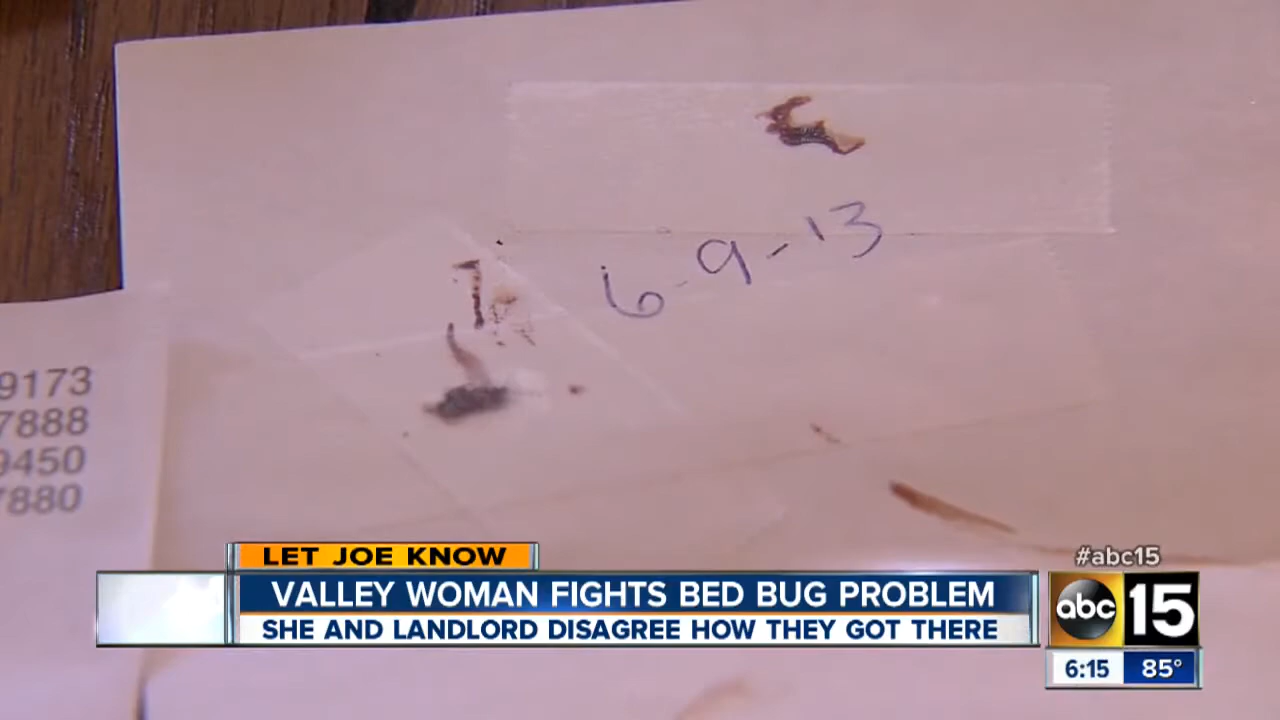 6-9-13
9173
7888
9450
7880
LET JOE KNOW
VALLEY WOMAN FIGHTS BED BUG PROBLEM
SHE AND LANDLORD DISAGREE HOW THEY GOT THERE
#abc15
abc 15
6:15 85°